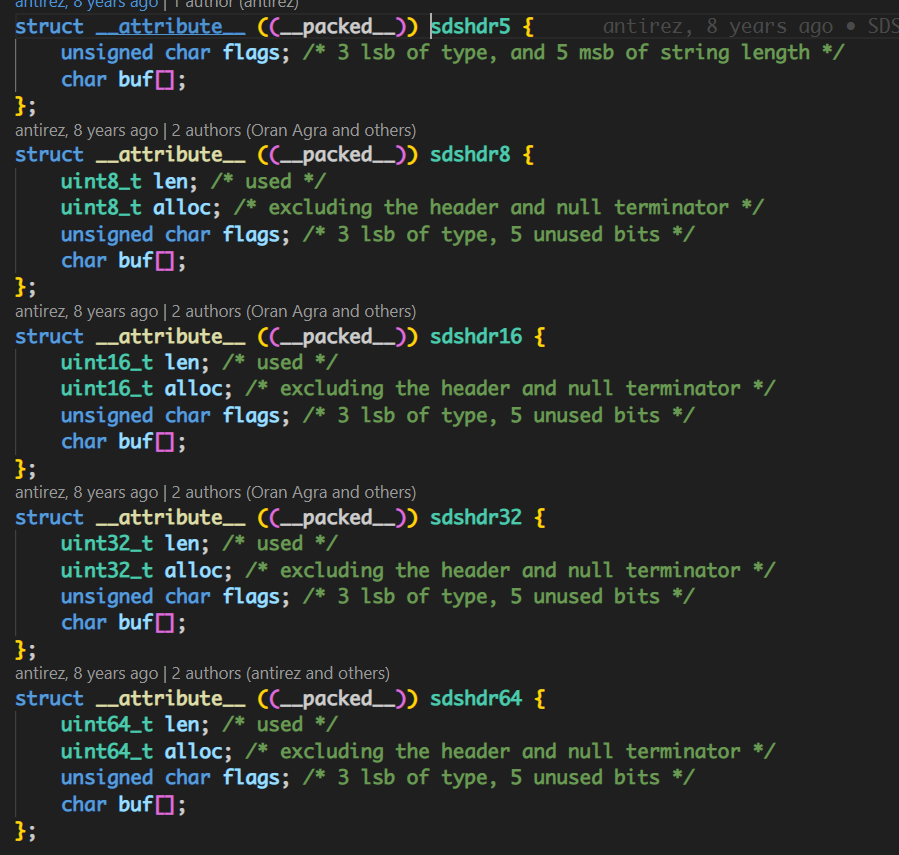 antirez, 8 years ago | 1 author (antirez)
struct __attribute__ ((__packed__)) sdshdr5 {    antirez, 8 years ago • SDS
    unsigned char flags; /* 3 lsb of type, and 5 msb of string length */
    char buf[];
};
antirez, 8 years ago | 2 authors (Oran Agra and others)
struct __attribute__ ((__packed__)) sdshdr8 {
    uint8_t len; /* used */
    uint8_t alloc; /* excluding the header and null terminator */
    unsigned char flags; /* 3 lsb of type, 5 unused bits */
    char buf[];
};
antirez, 8 years ago | 2 authors (Oran Agra and others)
struct __attribute__ ((__packed__)) sdshdr16 {
    uint16_t len; /* used */
    uint16_t alloc; /* excluding the header and null terminator */
    unsigned char flags; /* 3 lsb of type, 5 unused bits */
    char buf[];
};
antirez, 8 years ago | 2 authors (Oran Agra and others)
struct __attribute__ ((__packed__)) sdshdr32 {
    uint32_t len; /* used */
    uint32_t alloc; /* excluding the header and null terminator */
    unsigned char flags; /* 3 lsb of type, 5 unused bits */
    char buf[];
};
antirez, 8 years ago | 2 authors (antirez and others)
struct __attribute__ ((__packed__)) sdshdr64 {
    uint64_t len; /* used */
    uint64_t alloc; /* excluding the header and null terminator */
    unsigned char flags; /* 3 lsb of type, 5 unused bits */
    char buf[];
};